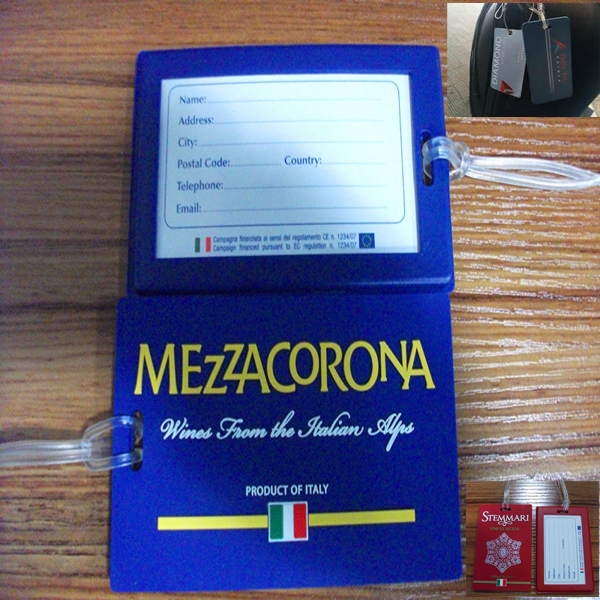 Name:
Address:
City:
Postal Code: Country:
Telephone:
Email:
Campagna finanziata ai sensi del regolamento CE n. 1234/07
Campaign financed pursuant to EC regulation n. 1234/07
MEZZACORONA
Wines From the Italian Alps
PRODUCT OF ITALY
DIAMOND
STEMMARI